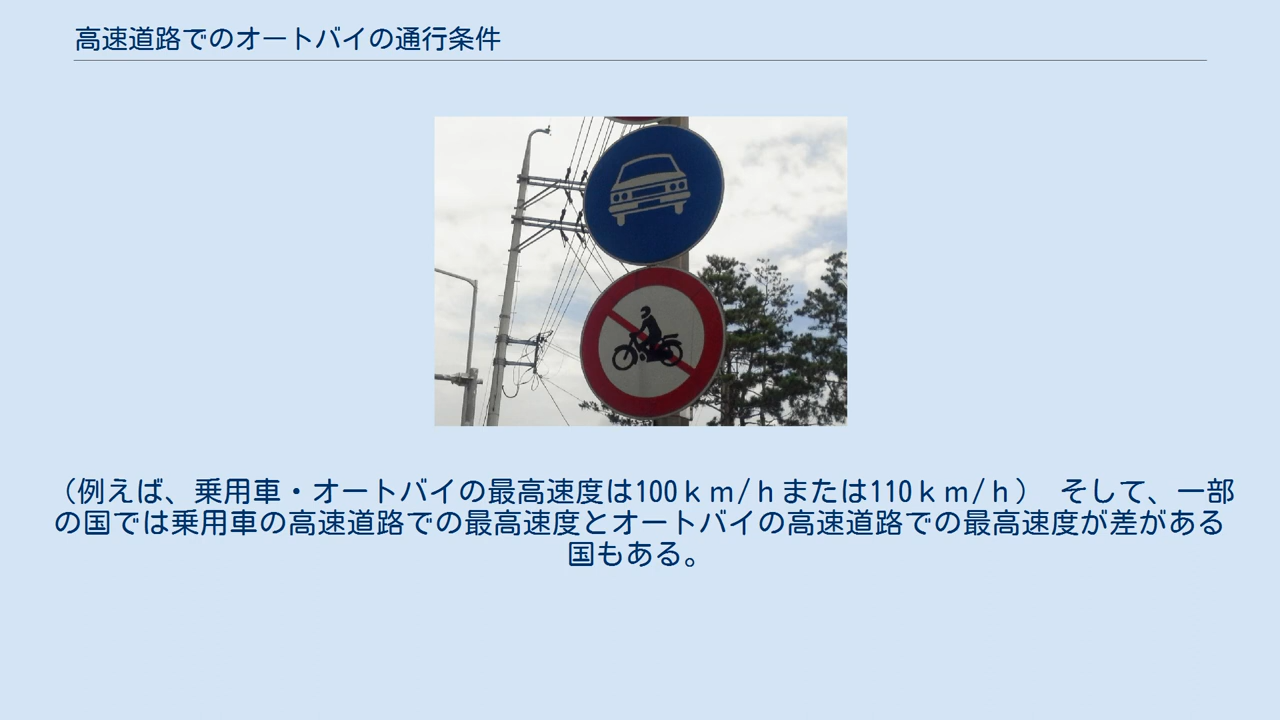 高速道路でのオートバイの通行条件
（例えば、乗用車・オートバイの最高速度は100ｋｍ/ｈまたは110ｋｍ/ｈ）　そして、一部
の国では乗用車の高速道路での最高速度とオートバイの高速道路での最高速度が差がある
国もある。